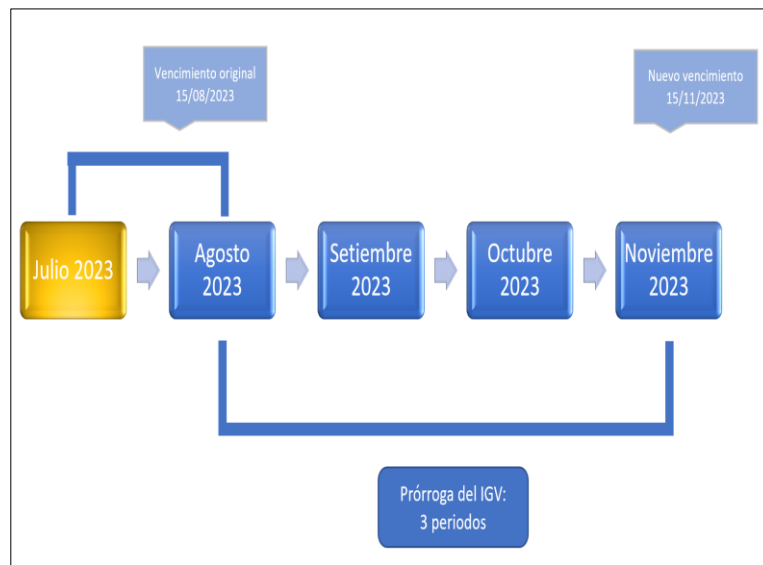 Vencimiento original
15/08/2023
Nuevo vencimiento
15/11/2023
Julio 2023
Agosto
2023
Setiembre
2023
Octubre
2023
Noviembre
2023
Prórroga del IGV:
3 periodos